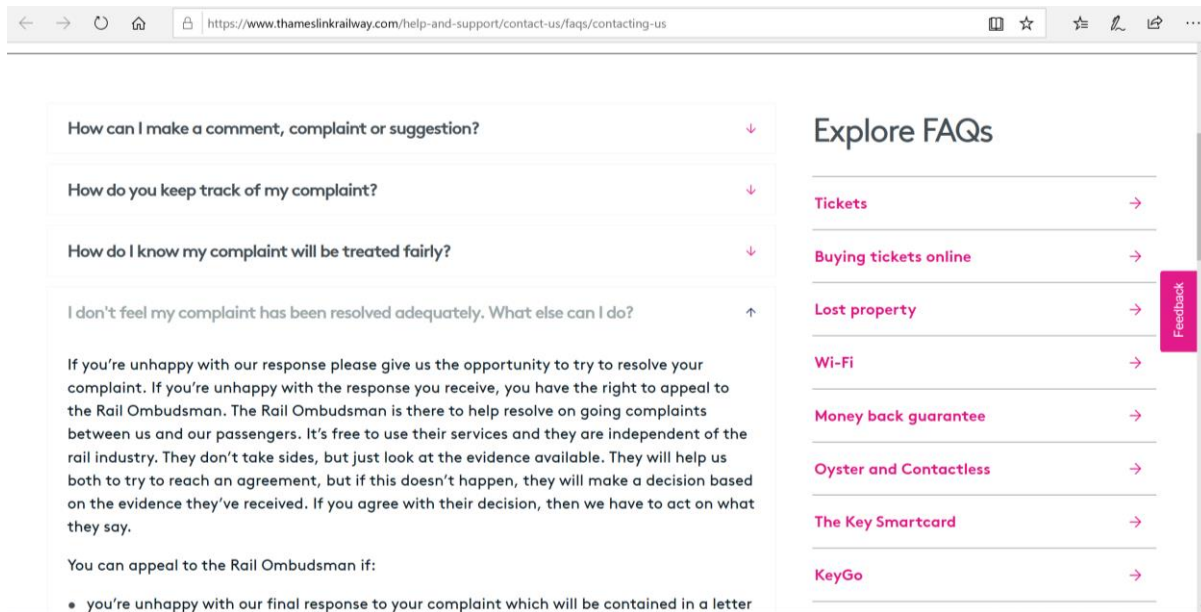 https://www.thameslinkrailway.com/help-and-support/contact-us/faqs/contacting-us
How can I make a comment, complaint or suggestion?
How do you keep track of my complaint?
How do I know my complaint will be treated fairly?
I don't feel my complaint has been resolved adequately. What else can I do?
If you're unhappy with our response please give us the opportunity to try to resolve your
complaint. If you're unhappy with the response you receive, you have the right to appeal to
the Rail Ombudsman. The Rail Ombudsman is there to help resolve on going complaints
between us and our passengers. It's free to use their services and they are independent of the
rail industry. They don't take sides, but just look at the evidence available. They will help us
both to try to reach an agreement, but if this doesn't happen, they will make a decision based
on the evidence they've received. If you agree with their decision, then we have to act on what
they say.
You can appeal to the Rail Ombudsman if:
• you're unhappy with our final response to your complaint which will be contained in a letter
Explore FAQs
Tickets
Buying tickets online
Lost property
Wi-Fi
Money back guarantee
Oyster and Contactless
The Key Smartcard
KeyGo
Feedback